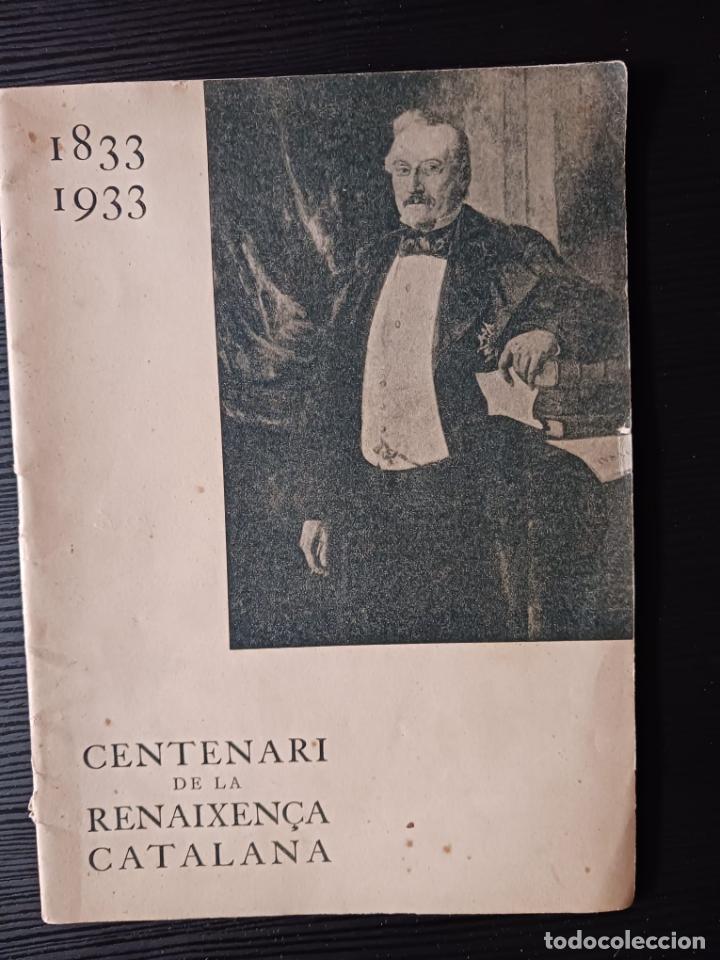 1833
1933
CENTENARI
DE LA
RENAIXENÇA
CATALANA
todocoleccion